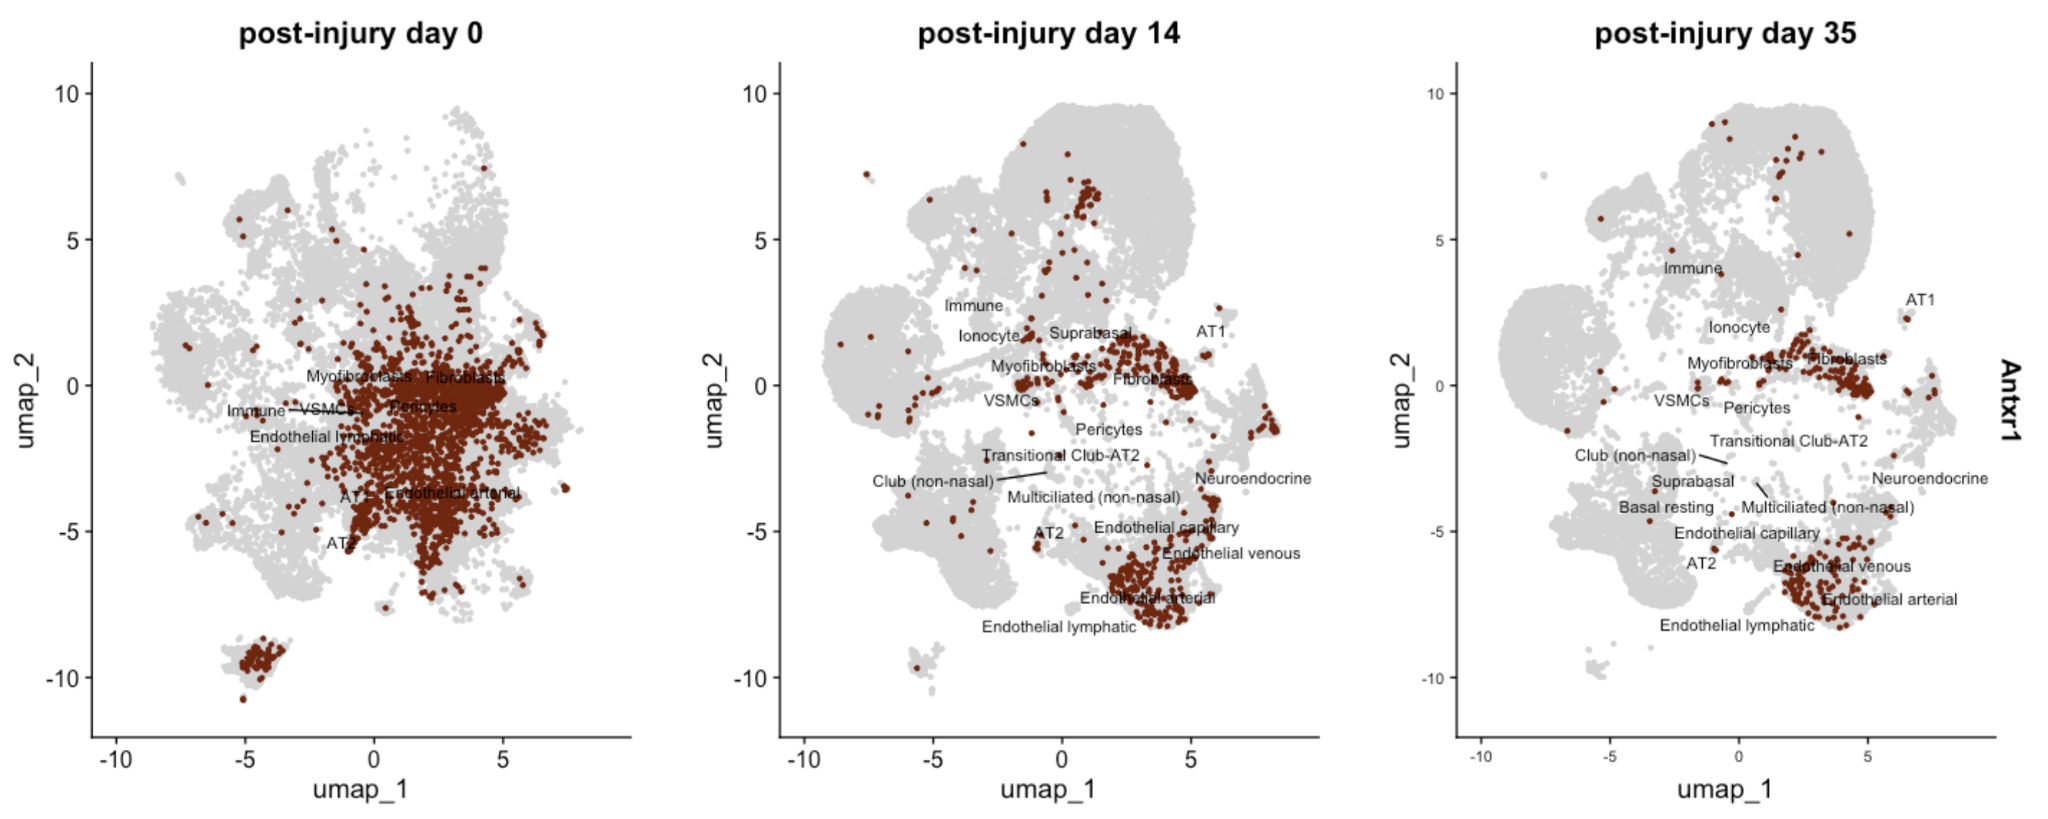 post-injury day 0
post-injury day 14
post-injury day 35
umap_2
10
5
0
-5
-10
Myofibroblasts
Fibroblasts
Immune
VSMCs
Pericytes
Endothelial lymphatic
AT1
Endothelial arterial
AT2
-10
-5
0
5
umap_1
umap_2
10
5
0
-5
-10
Immune
Ionocyte
Suprabasal
AT1
Myofibroblasts
Fibroblasts
VSMCs
Pericytes
Transitional Club-AT2
Club (non-nasal)
Neuroendocrine
Multiciliated (non-nasal)
AT2
Endothelial capillary
Endothelial venous
Endothelial arterial
Endothelial lymphatic
-10
-5
0
5
umap_1
umap_2
10
5
0
-5
-10
Immune
AT1
Ionocyte
Myofibroblasts
Fibroblasts
VSMCs
Pericytes
Transitional Club-AT2
Club (non-nasal)
Suprabasal
Neuroendocrine
Basal resting
Multiciliated (non-nasal)
Endothelial capillary
AT2
Endothelial venous
Endothelial arterial
Endothelial lymphatic
-10
-5
0
5
umap_1
Antxr1